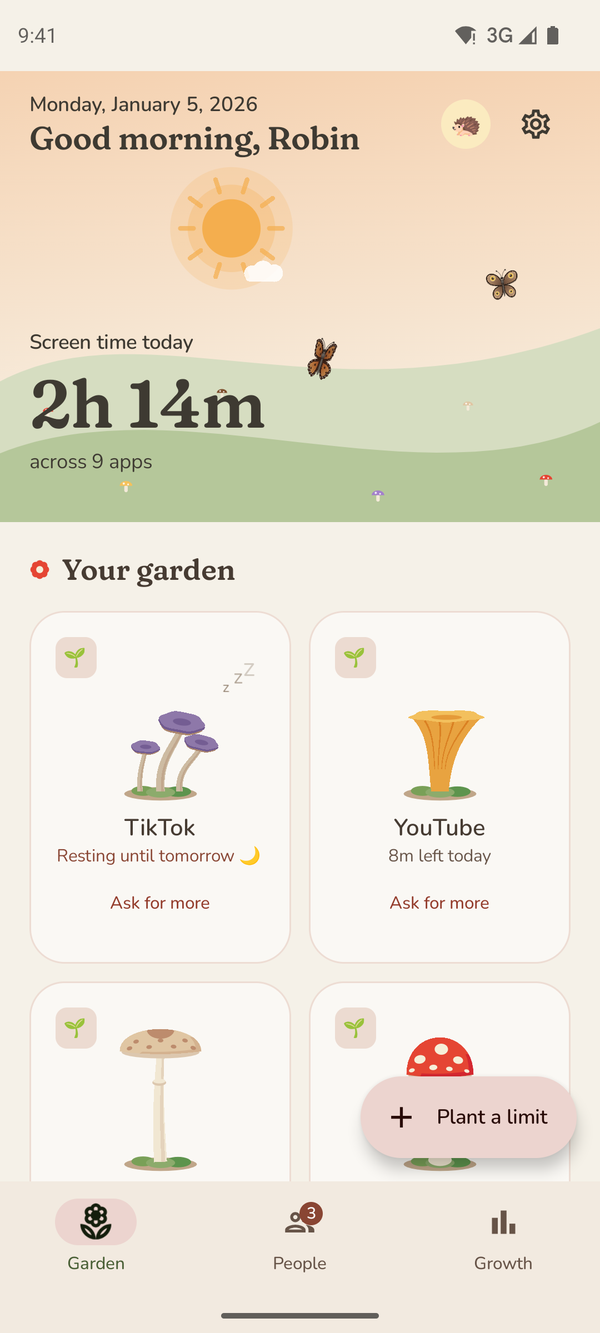 9:41
3G
Monday, January 5, 2026
Good morning, Robin
Screen time today
2h 14m
across 9 apps
Your garden
z z Z
TikTok
Resting until tomorrow 🌙
Ask for more
YouTube
8m left today
Ask for more
+ Plant a limit
3
Garden
People
Growth